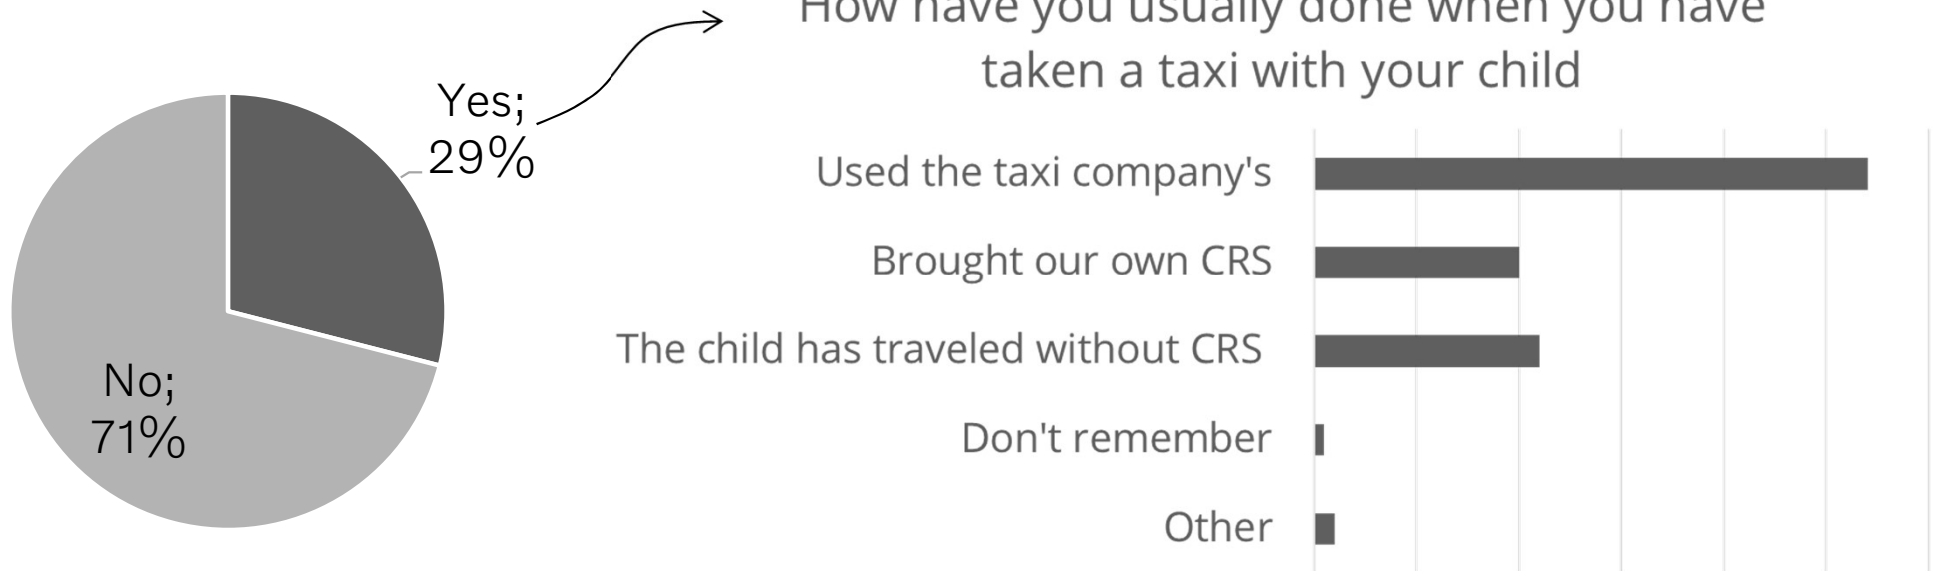 Yes;
29%
No;
71%
How have you usually done when you have
taken a taxi with your child
Used the taxi company's
Brought our own CRS
The child has traveled without CRS
Don't remember
Other